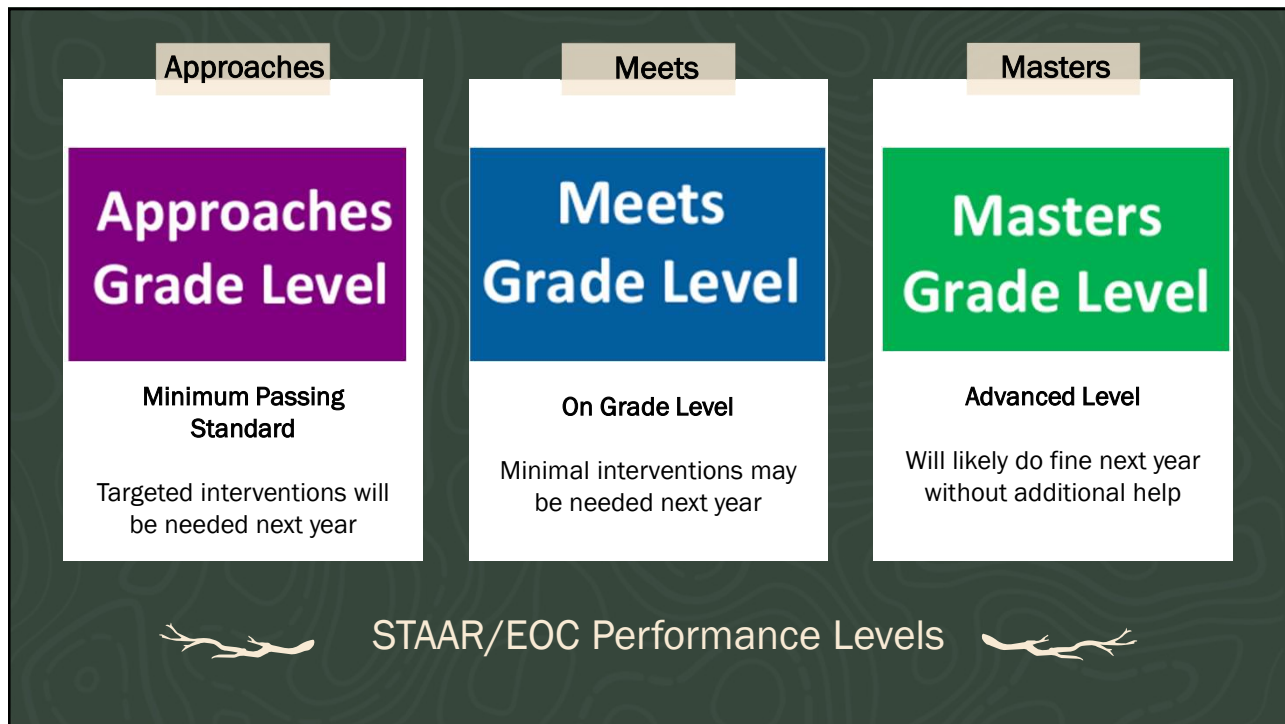 Approaches
Approaches
Grade Level
Minimum Passing
Standard
Targeted interventions will
be needed next year
Meets
Meets
Grade Level
On Grade Level
Minimal interventions may
be needed next year
Masters
Masters
Grade Level
Advanced Level
Will likely do fine next year
without additional help
STAAR/EOC Performance Levels